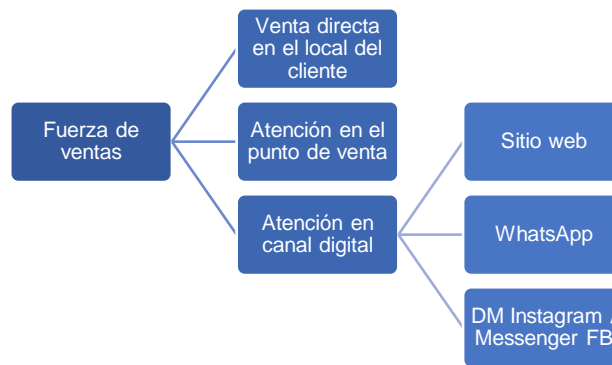 Venta directa
en el local del
cliente
Fuerza de
ventas
Atención en el
punto de venta
Sitio web
Atención en
canal digital
WhatsApp
DM Instagram /
Messenger FB